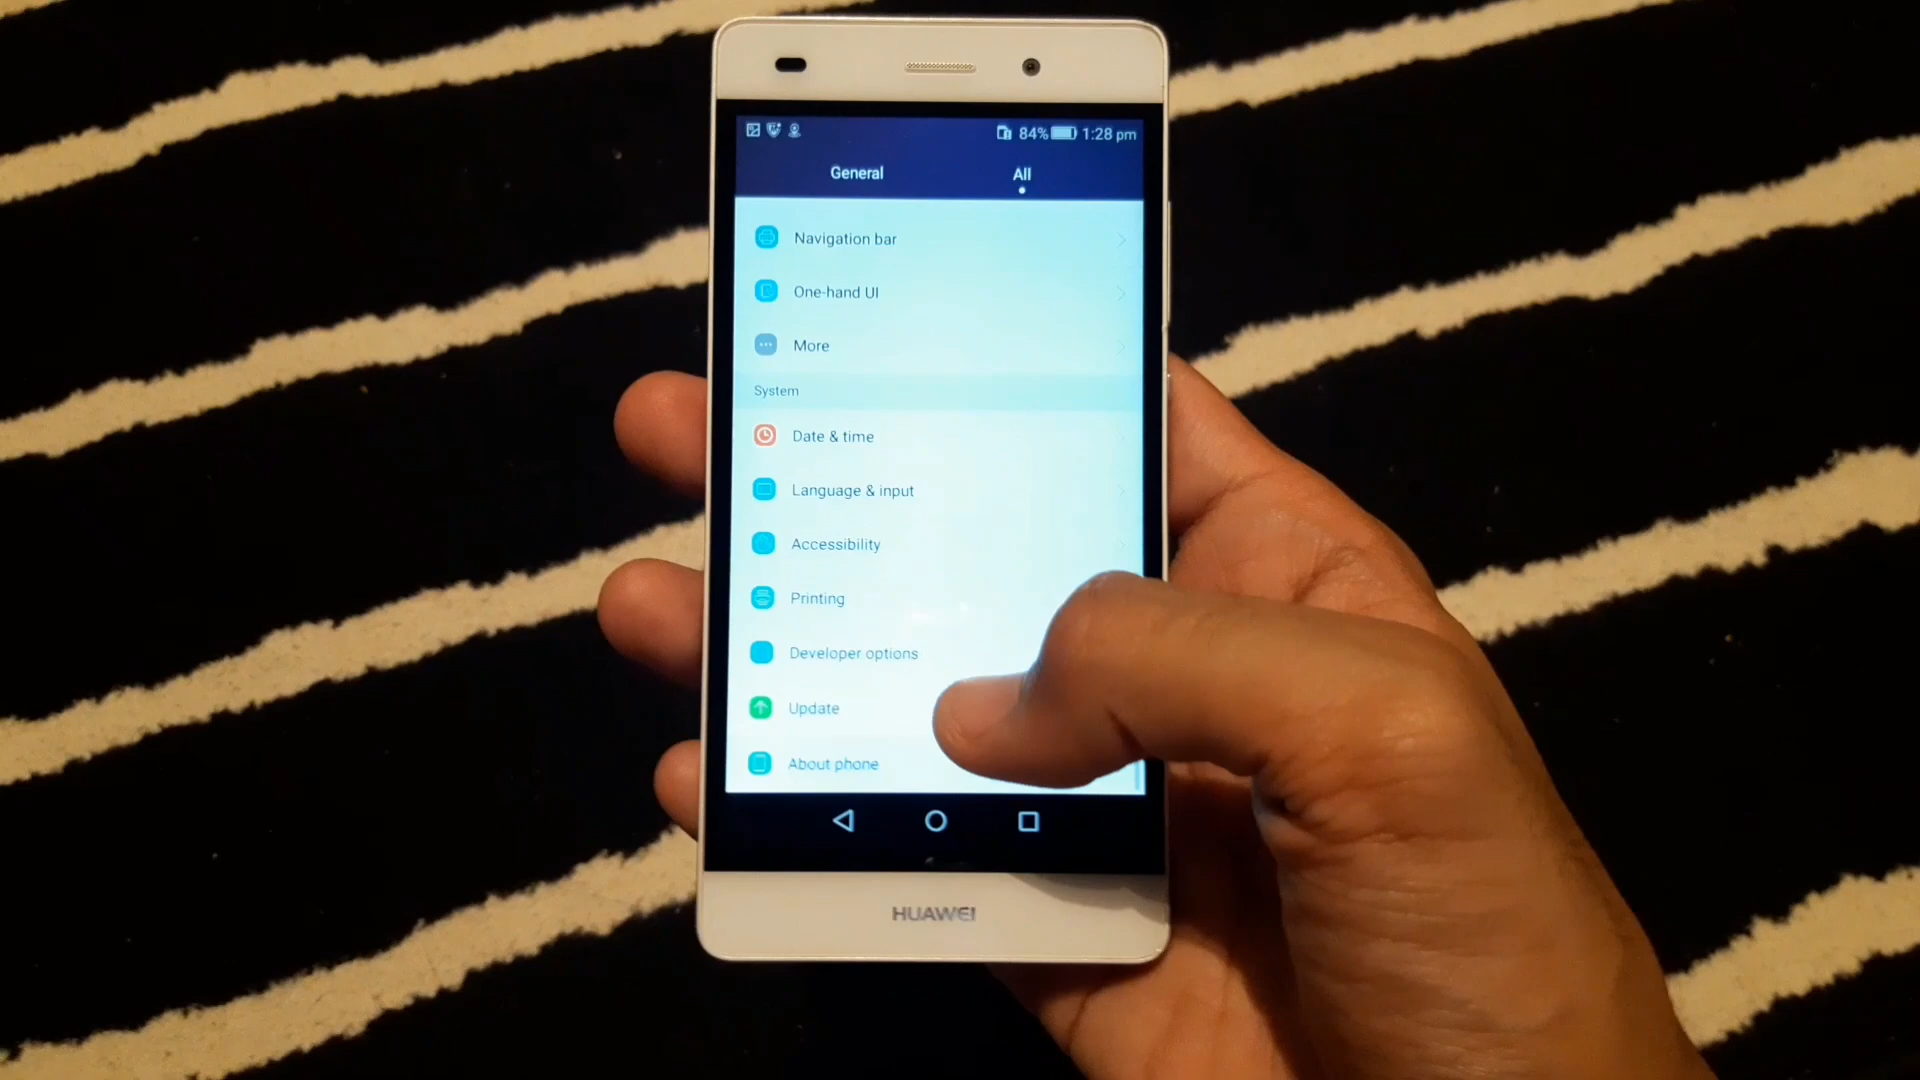 84% 1:28 pm
General All
Navigation bar
One-hand UI
More
System
Date & time
Language & input
Accessibility
Printing
Developer options
Update
About phone
HUAWEI